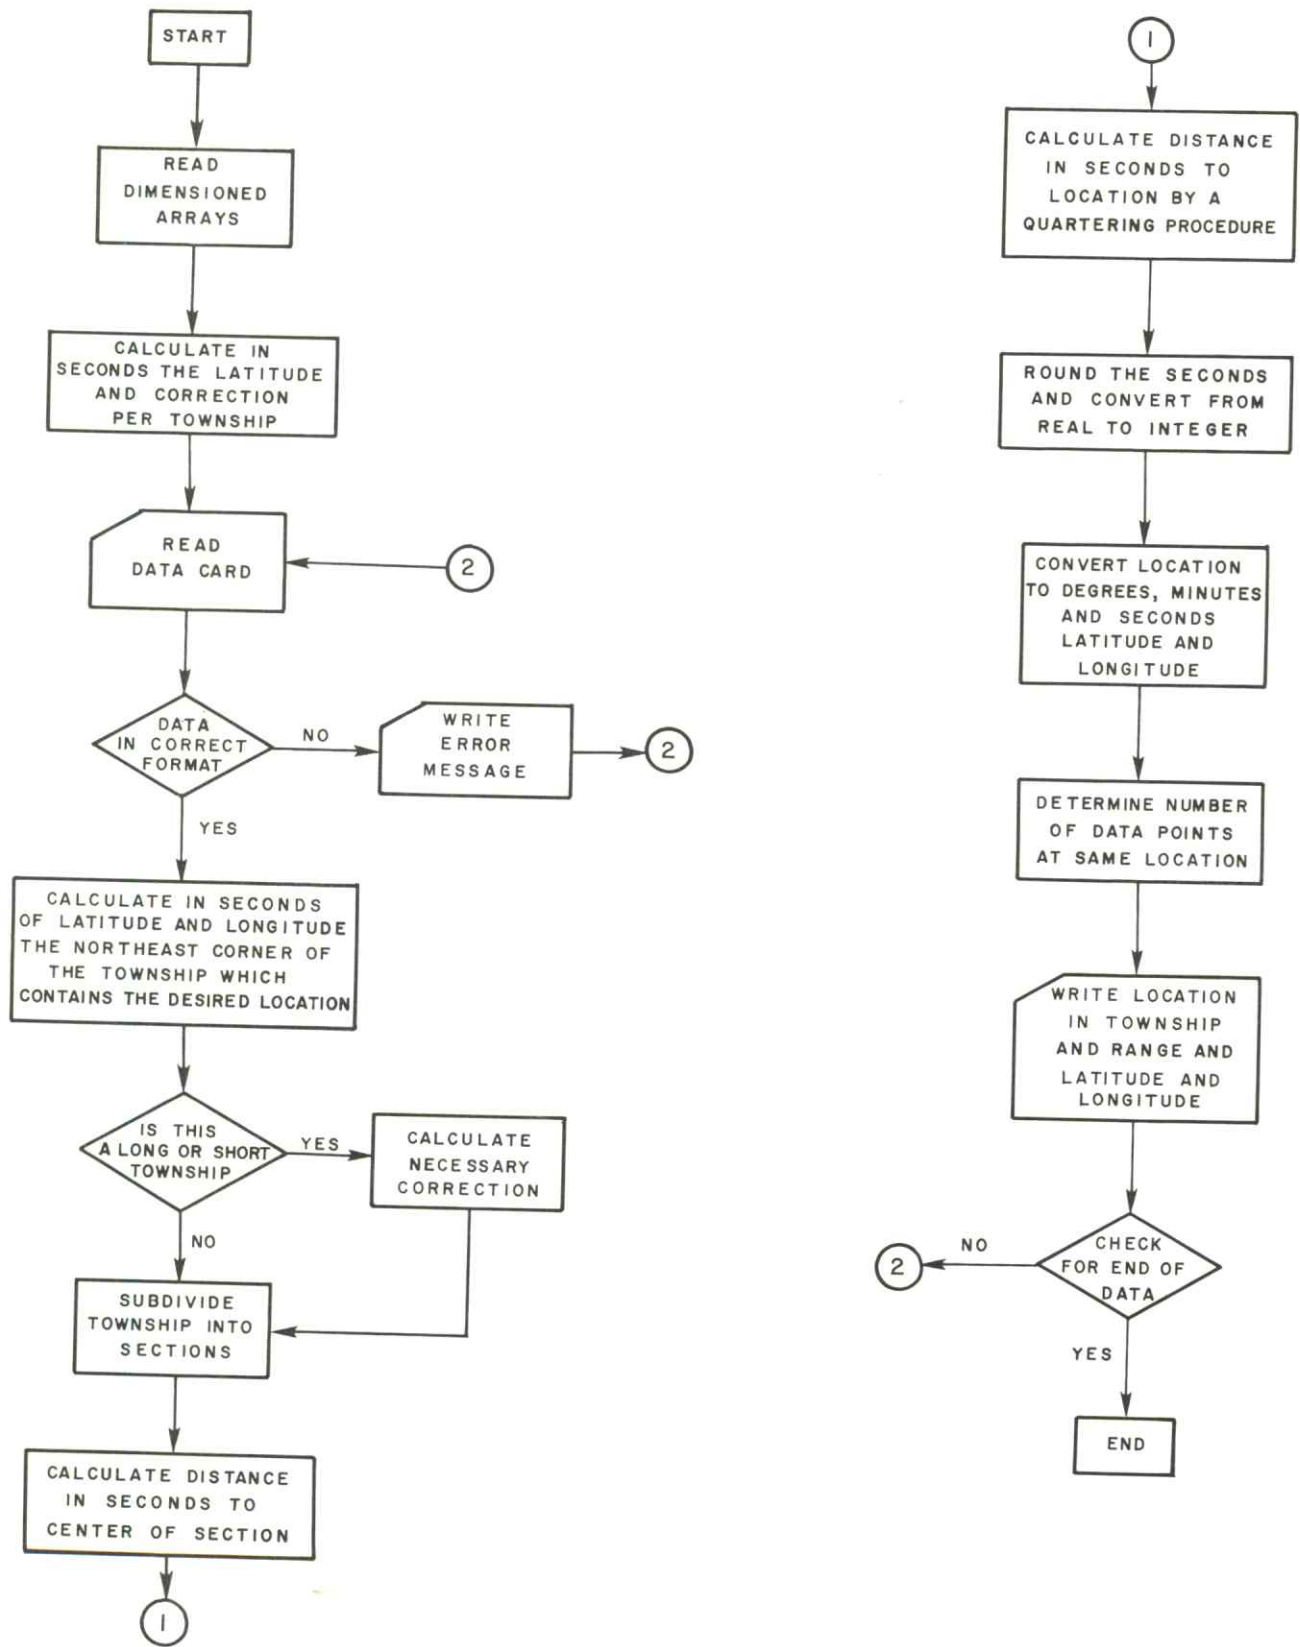 START
READ
DIMENSIONED
ARRAYS
CALCULATE IN
SECONDS THE LATITUDE
AND CORRECTION
PER TOWNSHIP
READ
DATA CARD
2
DATA
IN CORRECT
FORMAT
NO
WRITE
ERROR
MESSAGE
2
YES
CALCULATE IN SECONDS
OF LATITUDE AND LONGITUDE
THE NORTHEAST CORNER OF
THE TOWNSHIP WHICH
CONTAINS THE DESIRED LOCATION
IS THIS
A LONG OR SHORT
TOWNSHIP
YES
CALCULATE
NECESSARY
CORRECTION
NO
SUBDIVIDE
TOWNSHIP INTO
SECTIONS
CALCULATE DISTANCE
IN SECONDS TO
CENTER OF SECTION
1
1
CALCULATE DISTANCE
IN SECONDS TO
LOCATION BY A
QUARTERING PROCEDURE
ROUND THE SECONDS
AND CONVERT FROM
REAL TO INTEGER
CONVERT LOCATION
TO DEGREES, MINUTES
AND SECONDS
LATITUDE AND
LONGITUDE
DETERMINE NUMBER
OF DATA POINTS
AT SAME LOCATION
WRITE LOCATION
IN TOWNSHIP
AND RANGE AND
LATITUDE AND
LONGITUDE
CHECK
FOR END OF
DATA
NO
2
YES
END